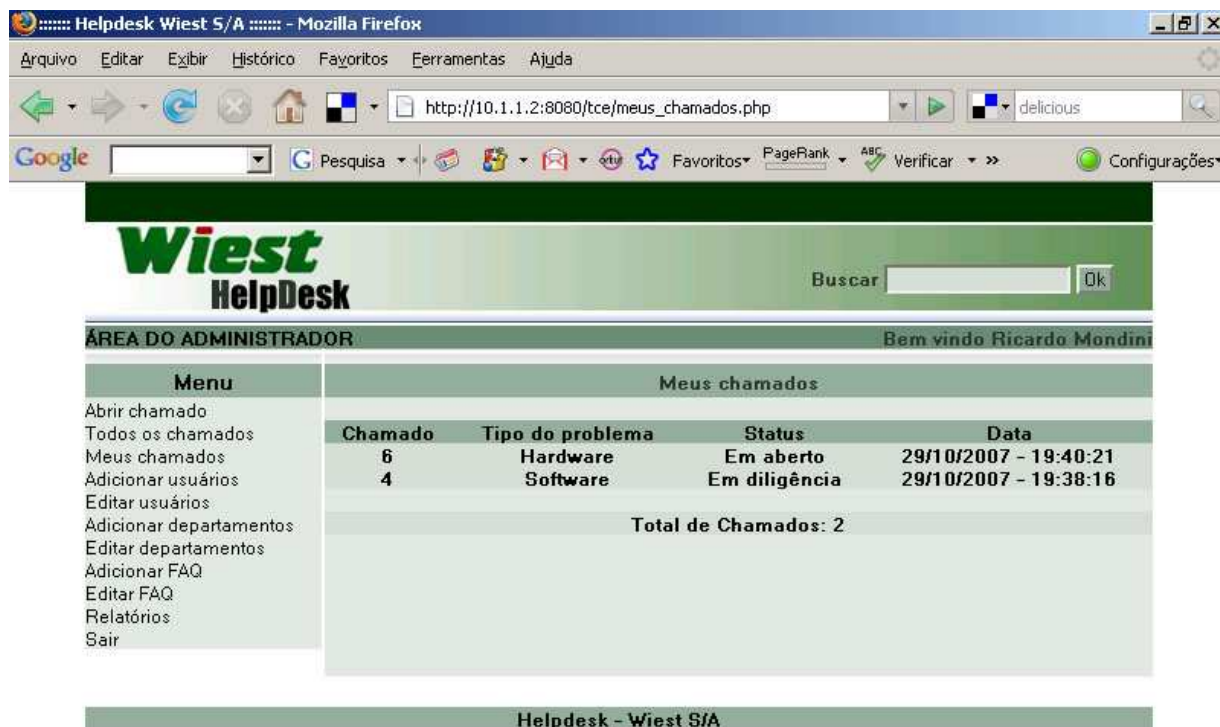 ::::::: Helpdesk Wiest S/A ::::::: - Mozilla Firefox
Arquivo Editar Exibir Histórico Favoritos Ferramentas Ajuda
http://10.1.1.2:8080/tce/meus_chamados.php delicious
Google Pesquisa Favoritos PageRank ABC Verificar » Configurações
Wiest
HelpDesk
Buscar Ok
ÁREA DO ADMINISTRADOR Bem vindo Ricardo Mondini
Menu
Abrir chamado
Todos os chamados
Meus chamados
Adicionar usuários
Editar usuários
Adicionar departamentos
Editar departamentos
Adicionar FAQ
Editar FAQ
Relatórios
Sair
Meus chamados
Chamado Tipo do problema Status Data
6 Hardware Em aberto 29/10/2007 - 19:40:21
4 Software Em diligência 29/10/2007 - 19:38:16
Total de Chamados: 2
Helpdesk - Wiest S/A